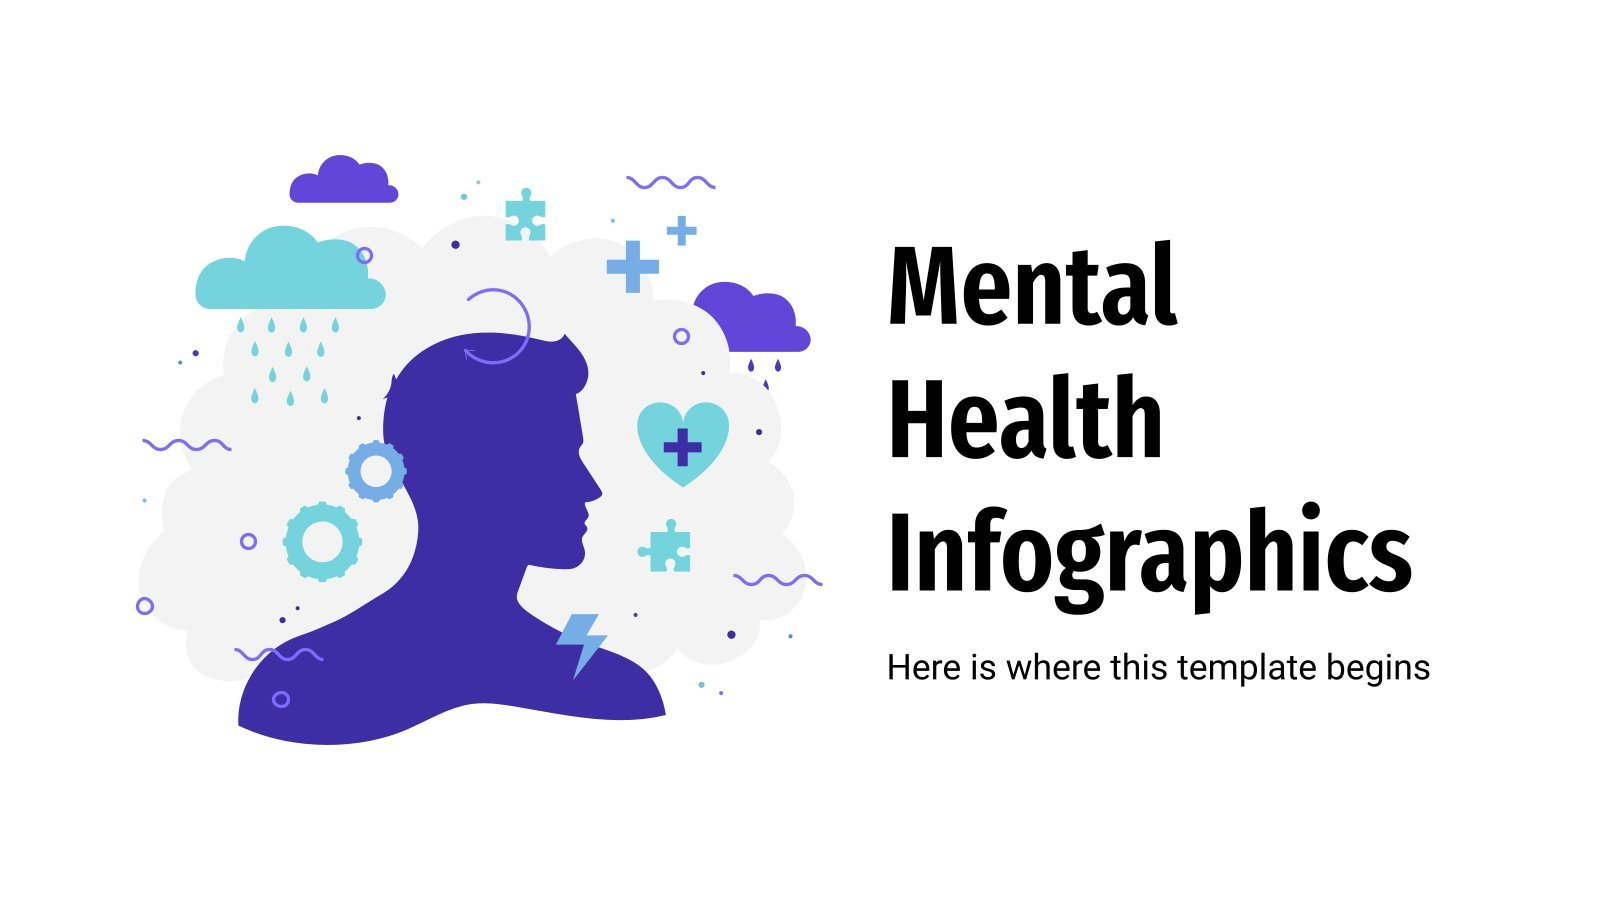 Mental
Health
Infographics
Here is where this template begins